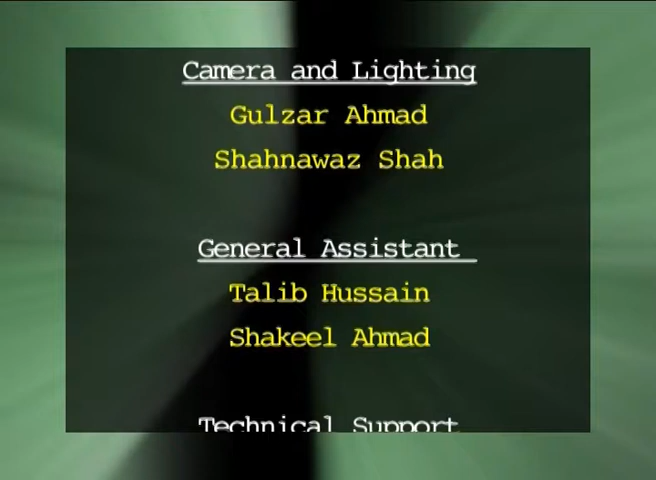 Camera and Lighting
Gulzar Ahmad
Shahnawaz Shah
General Assistant
Talib Hussain
Shakeel Ahmad
Technical Support